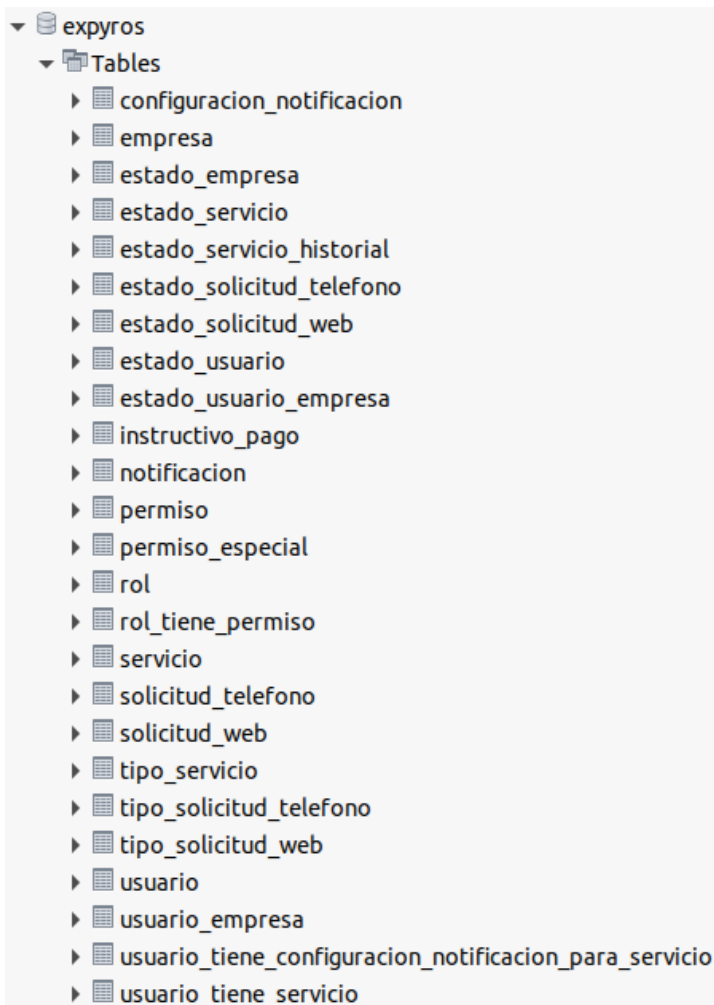 expyros
Tables
configuracion_notificacion
empresa
estado_empresa
estado_servicio
estado_servicio_historial
estado_solicitud_telefono
estado_solicitud_web
estado_usuario
estado_usuario_empresa
instructivo_pago
notificacion
permiso
permiso_especial
rol
rol_tiene_permiso
servicio
solicitud_telefono
solicitud_web
tipo_servicio
tipo_solicitud_telefono
tipo_solicitud_web
usuario
usuario_empresa
usuario_tiene_configuracion_notificacion_para_servicio
usuario_tiene_servicio